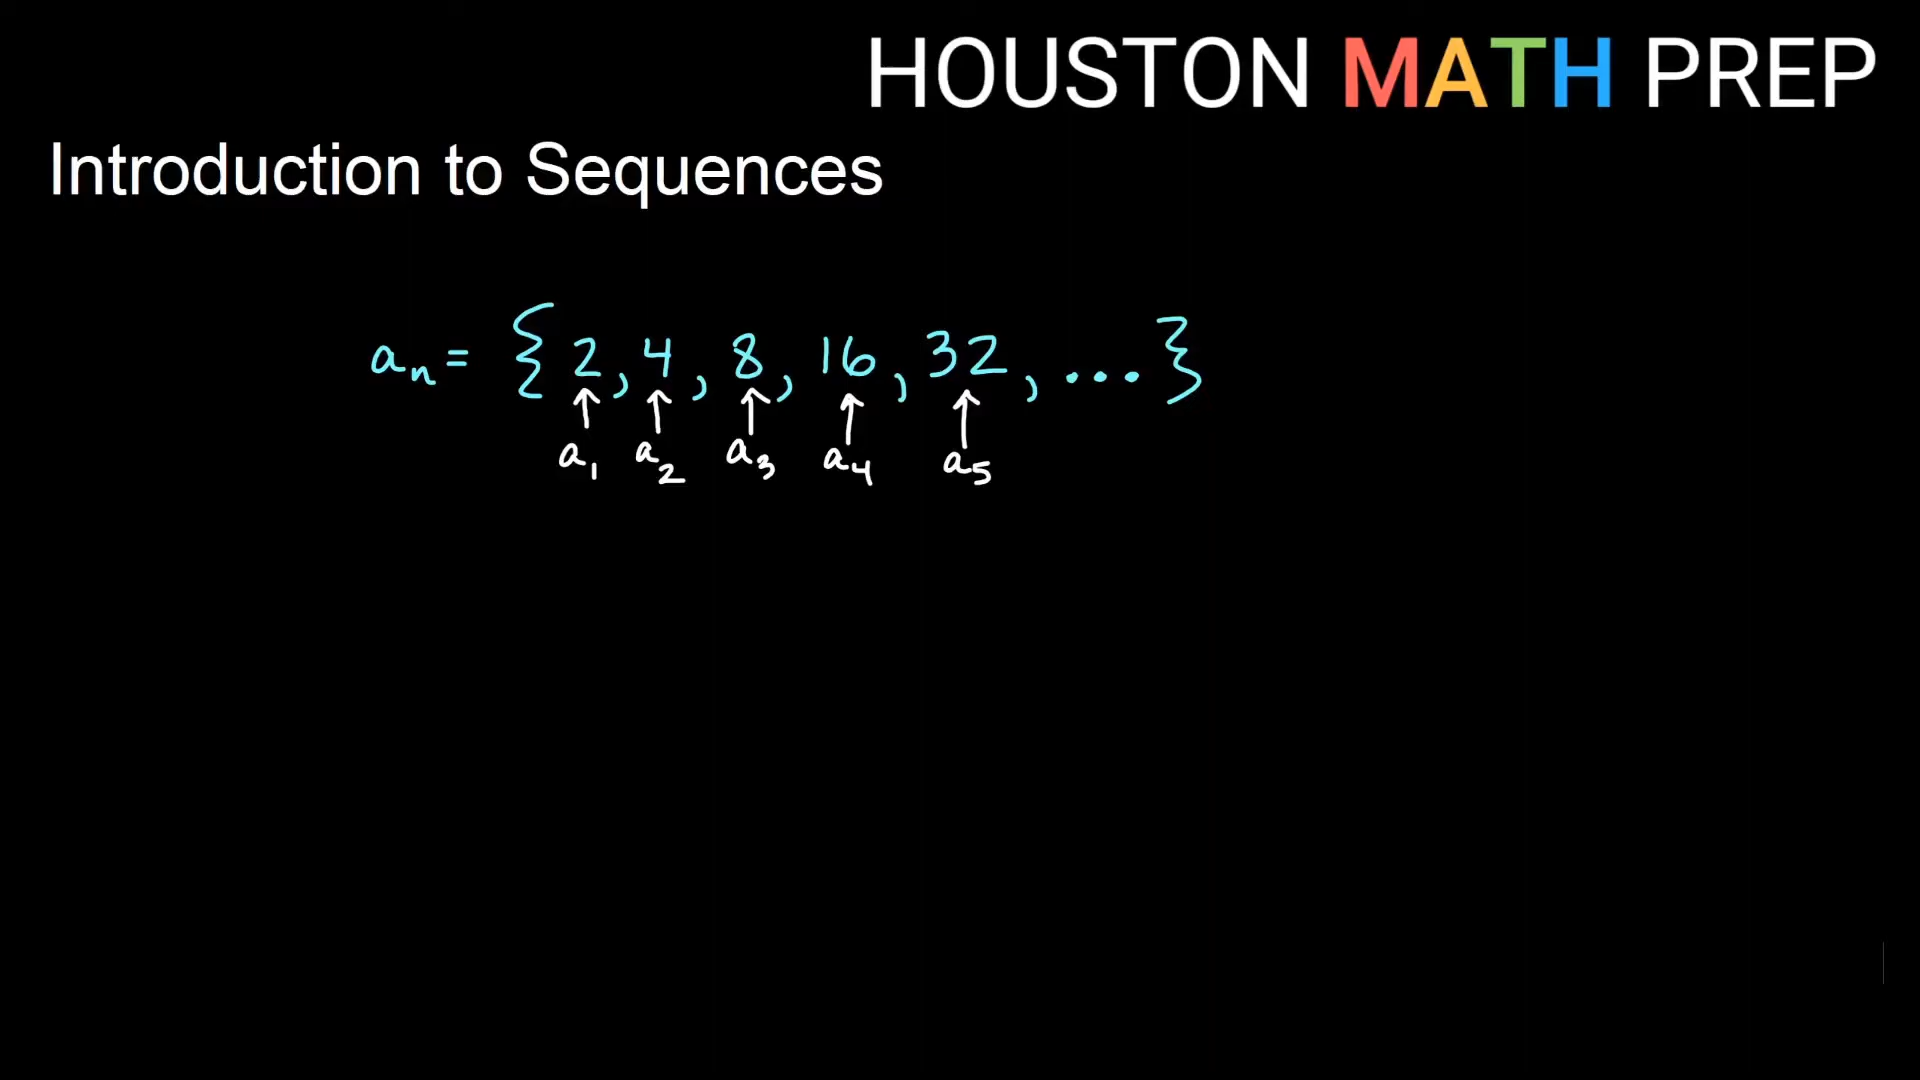 HOUSTON MATH PREP
Introduction to Sequences
aₙ = {2, 4, 8, 16, 32, ...}
↑ ↑ ↑ ↑ ↑
a₁ a₂ a₃ a₄ a₅